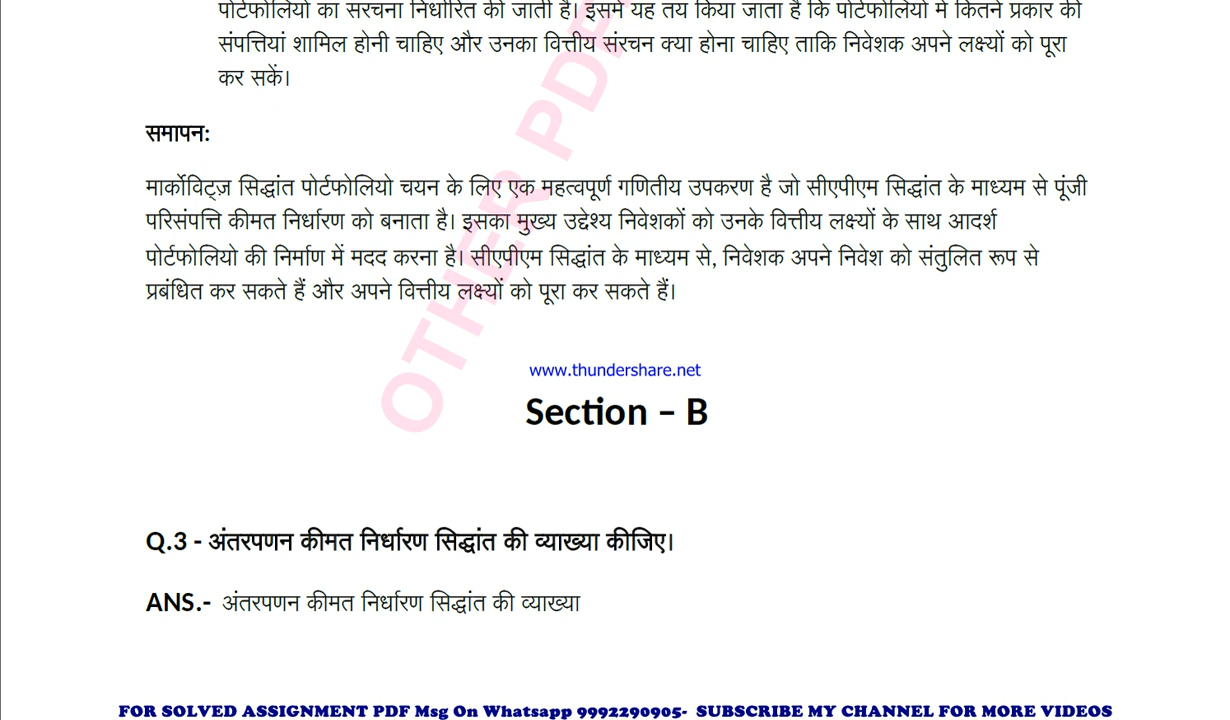 पोर्टफोलियो की संरचना निर्धारित की जाती है। इसमें यह तय किया जाता है कि पोर्टफोलियो में कितने प्रकार की
संपत्तियां शामिल होनी चाहिए और उनका वित्तीय संरचन क्या होना चाहिए ताकि निवेशक अपने लक्ष्यों को पूरा
कर सकें।
समापन:
मार्कोविट्ज़ सिद्धांत पोर्टफोलियो चयन के लिए एक महत्वपूर्ण गणितीय उपकरण है जो सीएपीएम सिद्धांत के माध्यम से पूंजी
परिसंपत्ति कीमत निर्धारण को बनाता है। इसका मुख्य उद्देश्य निवेशकों को उनके वित्तीय लक्ष्यों के साथ आदर्श
पोर्टफोलियो की निर्माण में मदद करना है। सीएपीएम सिद्धांत के माध्यम से, निवेशक अपने निवेश को संतुलित रूप से
प्रबंधित कर सकते हैं और अपने वित्तीय लक्ष्यों को पूरा कर सकते हैं।
OTHER PDF
www.thundershare.net
Section – B
Q.3 - अंतरपणन कीमत निर्धारण सिद्धांत की व्याख्या कीजिए।
ANS.- अंतरपणन कीमत निर्धारण सिद्धांत की व्याख्या
FOR SOLVED ASSIGNMENT PDF Msg On Whatsapp 9992290905- SUBSCRIBE MY CHANNEL FOR MORE VIDEOS